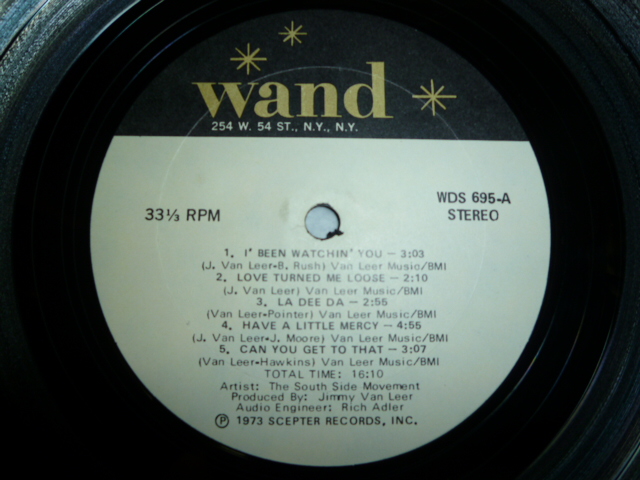 wand
254 W. 54 ST., N.Y., N.Y.
33⅓ RPM
WDS 695-A
STEREO
1. I' BEEN WATCHIN' YOU — 3:03
(J. Van Leer-B. Rush) Van Leer Music/BMI
2. LOVE TURNED ME LOOSE — 2:10
(J. Van Leer) Van Leer Music/BMI
3. LA DEE DA — 2:55
(Van Leer-Pointer) Van Leer Music/BMI
4. HAVE A LITTLE MERCY — 4:55
(J. Van Leer-J. Moore) Van Leer Music/BMI
5. CAN YOU GET TO THAT — 3:07
(Van Leer-Hawkins) Van Leer Music/BMI
TOTAL TIME: 16:10
Artist: The South Side Movement
Produced By: Jimmy Van Leer
Audio Engineer: Rich Adler
℗ 1973 SCEPTER RECORDS, INC.